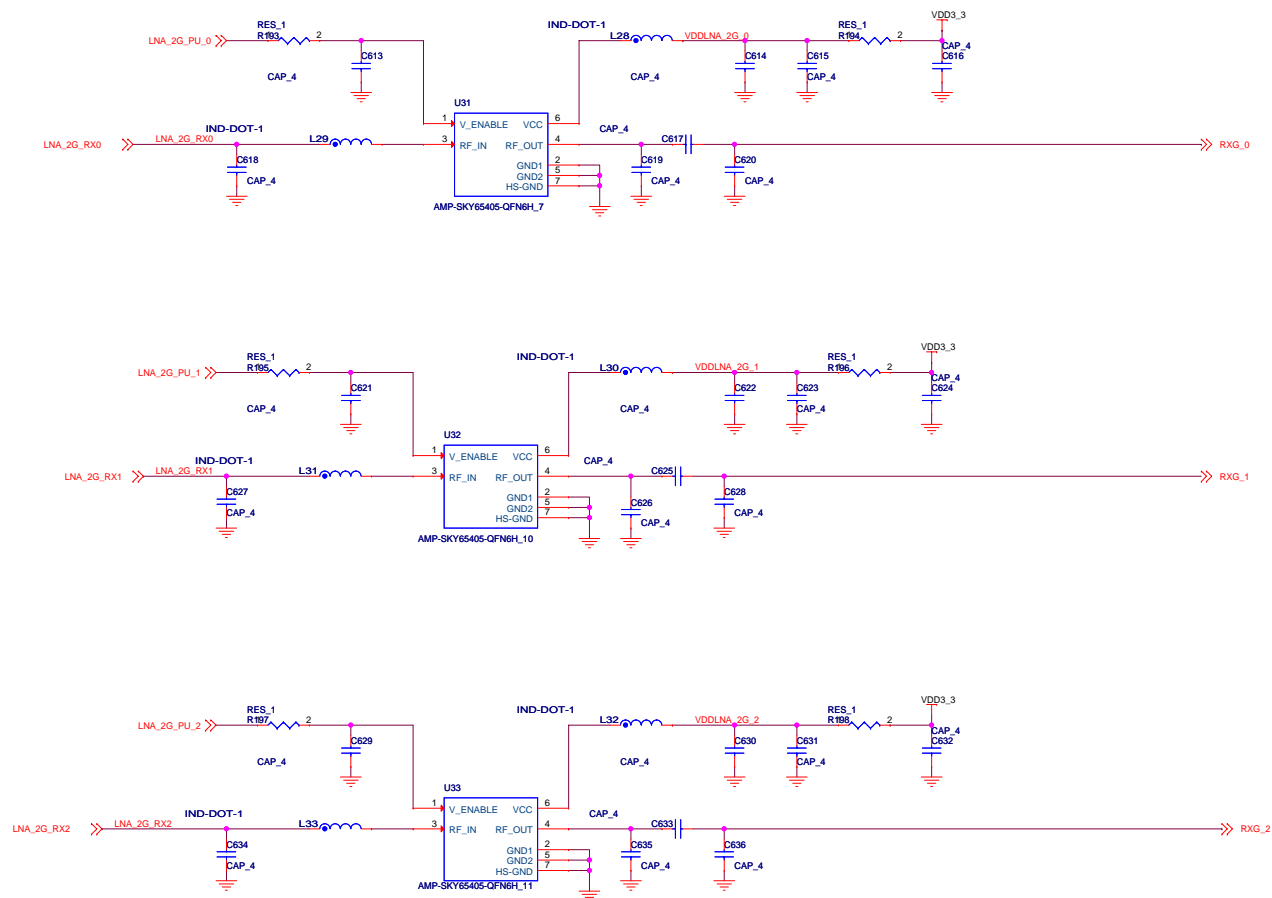 VDD3_3
RES_1
IND-DOT-1
RES_1
LNA_2G_PU_0
R193
2
L28
VDDLNA_2G_0
R194
2
CAP_4
C613
C614
C615
C616
CAP_4
CAP_4
CAP_4
U31
1
V_ENABLE
VCC
6
IND-DOT-1
CAP_4
LNA_2G_RX0
LNA_2G_RX0
L29
3
RF_IN
RF_OUT
4
C617
RXG_0
C618
GND1
2
C619
C620
GND2
5
CAP_4
HS-GND
7
CAP_4
CAP_4
AMP-SKY65405-QFN6H_7
VDD3_3
RES_1
IND-DOT-1
RES_1
LNA_2G_PU_1
R195
2
L30
VDDLNA_2G_1
R196
2
CAP_4
C621
C622
C623
C624
CAP_4
CAP_4
CAP_4
U32
1
V_ENABLE
VCC
6
IND-DOT-1
CAP_4
LNA_2G_RX1
LNA_2G_RX1
L31
3
RF_IN
RF_OUT
4
C625
RXG_1
C627
GND1
2
C626
C628
GND2
5
CAP_4
HS-GND
7
CAP_4
CAP_4
AMP-SKY65405-QFN6H_10
VDD3_3
RES_1
IND-DOT-1
RES_1
LNA_2G_PU_2
R197
2
L32
VDDLNA_2G_2
R198
2
CAP_4
C629
C630
C631
C632
CAP_4
CAP_4
CAP_4
U33
1
V_ENABLE
VCC
6
IND-DOT-1
CAP_4
LNA_2G_RX2
LNA_2G_RX2
L33
3
RF_IN
RF_OUT
4
C633
RXG_2
C634
GND1
2
C635
C636
GND2
5
CAP_4
HS-GND
7
CAP_4
CAP_4
AMP-SKY65405-QFN6H_11